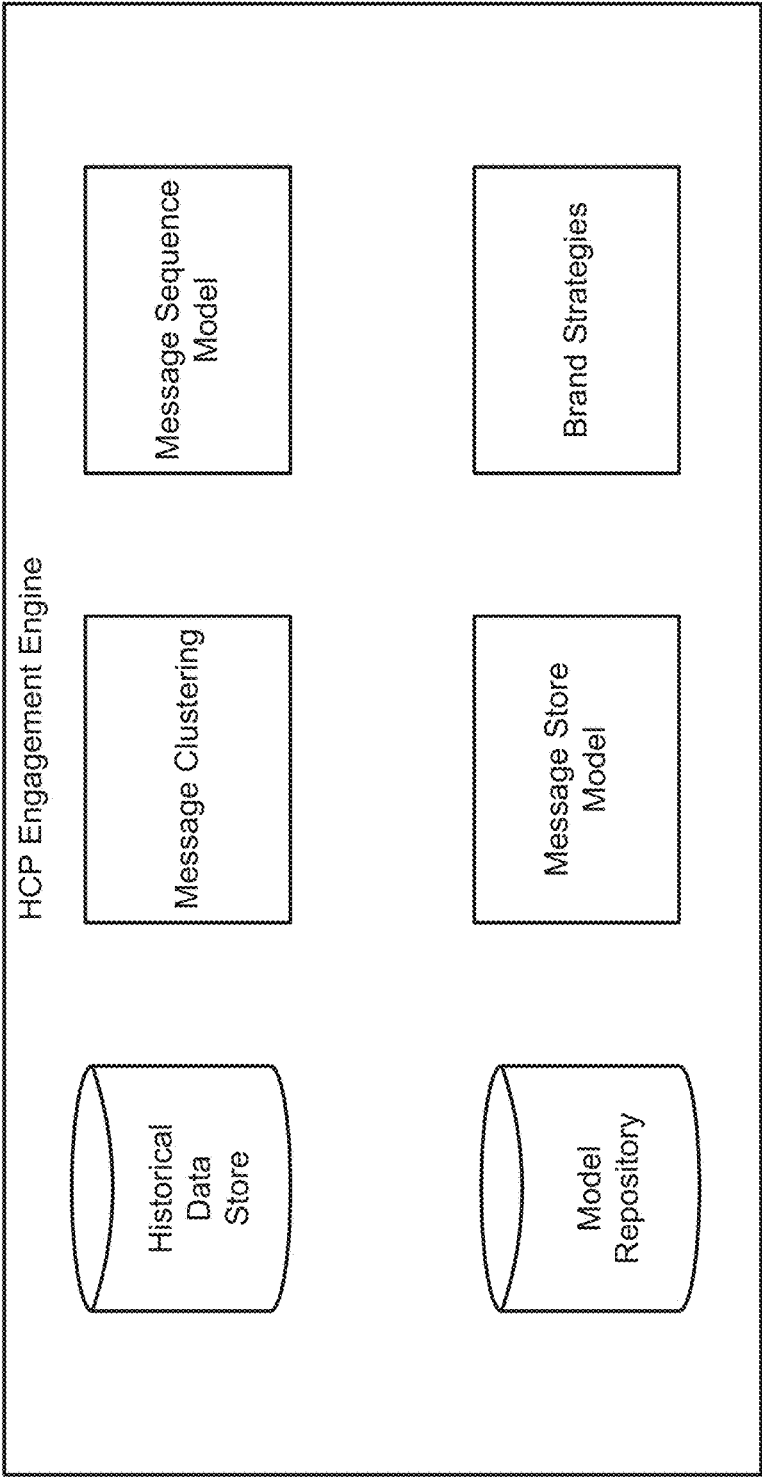 HCP Engagement Engine
Historical
Data
Store
Message Clustering
Message Sequence
Model
Model
Repository
Message Store
Model
Brand Strategies